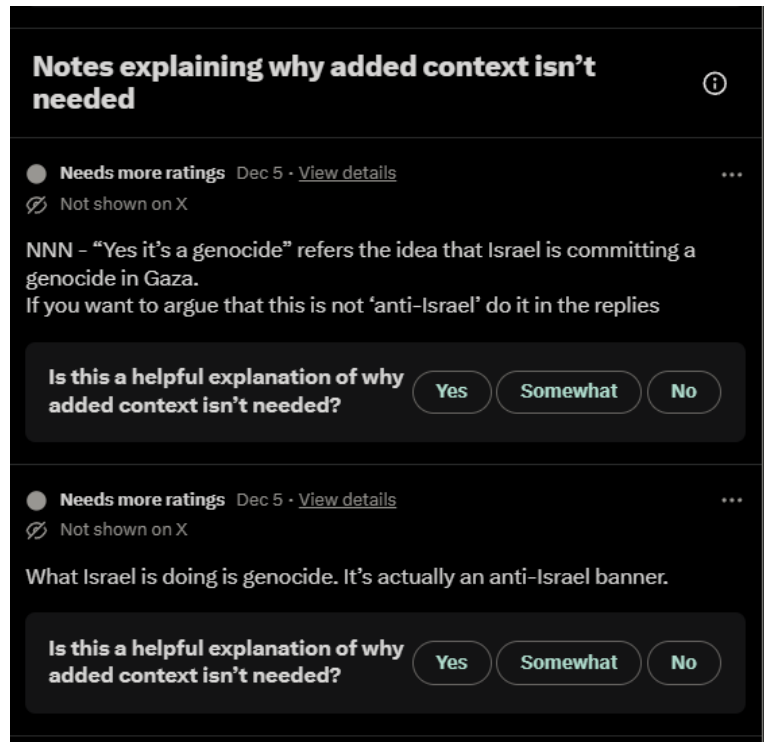 Notes explaining why added context isn’t
needed
Needs more ratings Dec 5 · View details
Not shown on X
NNN - “Yes it’s a genocide” refers the idea that Israel is committing a
genocide in Gaza.
If you want to argue that this is not ‘anti-Israel’ do it in the replies
Is this a helpful explanation of why
added context isn’t needed?
Yes Somewhat No
Needs more ratings Dec 5 · View details
Not shown on X
What Israel is doing is genocide. It’s actually an anti-Israel banner.
Is this a helpful explanation of why
added context isn’t needed?
Yes Somewhat No